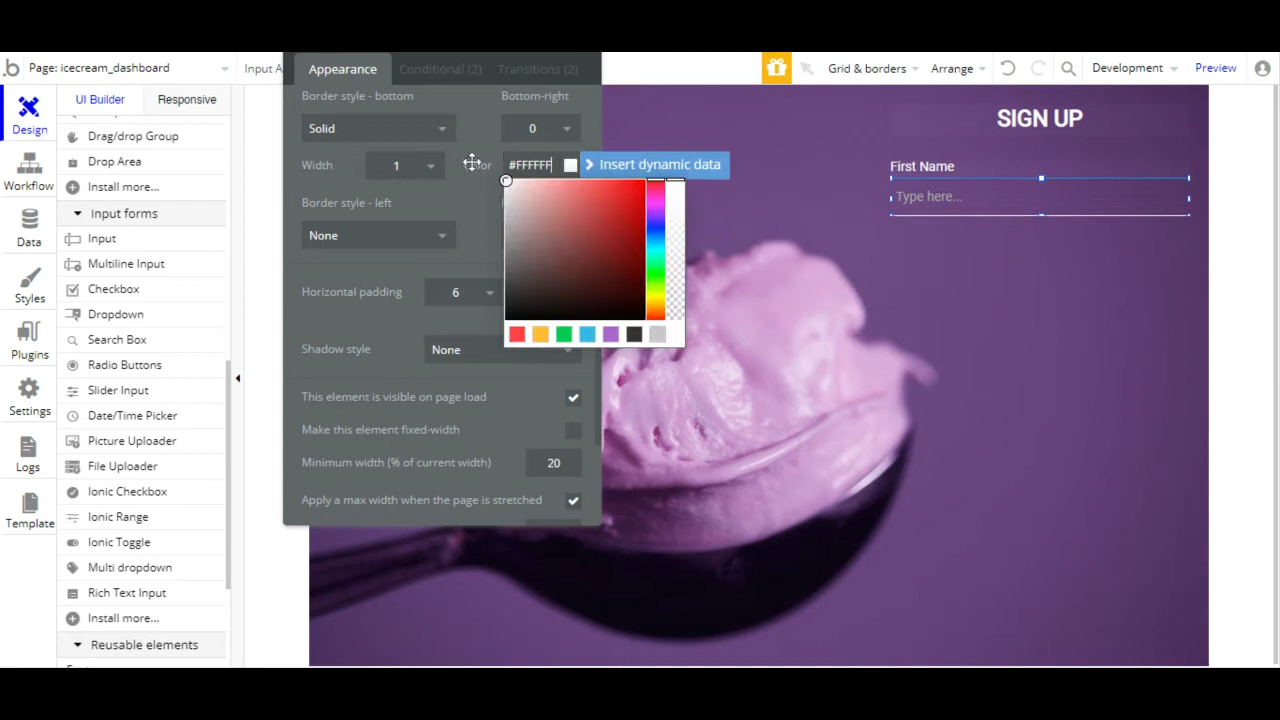 .b Page: icecream_dashboard
Input A
Appearance Conditional (2) Transitions (2)
Grid & borders Arrange Development Preview
UI Builder Responsive
Design
Workflow
Data
Styles
Plugins
Settings
Logs
Template
Drag/drop Group
Drop Area
Install more...
Input forms
Input
Multiline Input
Checkbox
Dropdown
Search Box
Radio Buttons
Slider Input
Date/Time Picker
Picture Uploader
File Uploader
Ionic Checkbox
Ionic Range
Ionic Toggle
Multi dropdown
Rich Text Input
Install more...
Reusable elements
Border style - bottom Bottom-right
Solid 0
Width 1 #FFFFFF Insert dynamic data
Border style - left
None
Horizontal padding 6
Shadow style None
This element is visible on page load
Make this element fixed-width
Minimum width (% of current width) 20
Apply a max width when the page is stretched
SIGN UP
First Name
Type here...